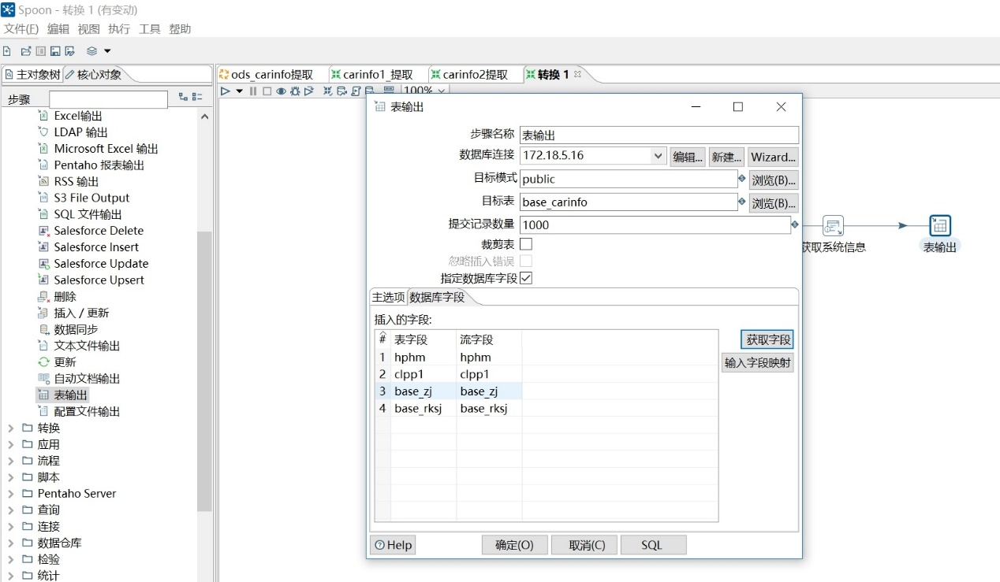 Spoon - 转换 1 (有变动)
文件(F) 编辑 视图 执行 工具 帮助
主对象树 核心对象
步骤
Excel输出
LDAP 输出
Microsoft Excel 输出
Pentaho 报表输出
RSS 输出
S3 File Output
SQL 文件输出
Salesforce Delete
Salesforce Insert
Salesforce Update
Salesforce Upsert
删除
插入 / 更新
数据同步
文本文件输出
更新
自动文档输出
表输出
配置文件输出
转换
应用
流程
脚本
Pentaho Server
查询
连接
数据仓库
检验
统计
ods_carinfo提取 carinfo1_提取 carinfo2提取 转换 1
100%
表输出
步骤名称 表输出
数据库连接 172.18.5.16 编辑... 新建... Wizard...
目标模式 public 浏览(B)...
目标表 base_carinfo 浏览(B)...
提交记录数量 1000
裁剪表
忽略插入错误
指定数据库字段
主选项 数据库字段
插入的字段:
# 表字段 流字段
1 hphm hphm
2 clpp1 clpp1
3 base_zj base_zj
4 base_rksj base_rksj
获取字段
输入字段映射
Help 确定(O) 取消(C) SQL
获取系统信息
表输出